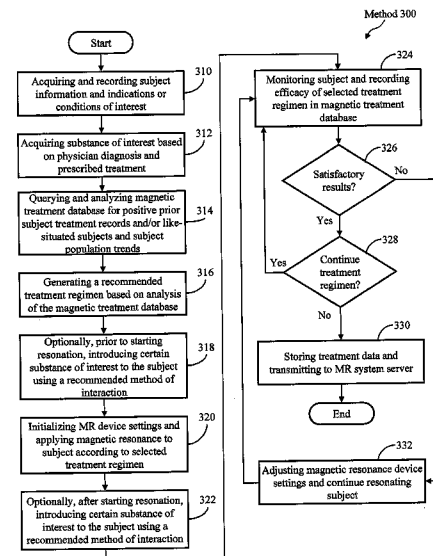 Method 300
Start
310
Acquiring and recording subject
information and indications or
conditions of interest
312
Acquiring substance of interest based
on physician diagnosis and
prescribed treatment
314
Querying and analyzing magnetic
treatment database for positive prior
subject treatment records and/or like-
situated subjects and subject
population trends
316
Generating a recommended
treatment regimen based on analysis
of the magnetic treatment database
318
Optionally, prior to starting
resonation, introducing certain
substance of interest to the subject
using a recommended method of
interaction
320
Initializing MR device settings and
applying magnetic resonance to
subject according to selected
treatment regimen
322
Optionally, after starting resonation,
introducing certain substance of
interest to the subject using a
recommended method of interaction
324
Monitoring subject and recording
efficacy of selected treatment
regimen in magnetic treatment
database
326
Satisfactory
results?
No
Yes
328
Continue
treatment
regimen?
Yes
No
330
Storing treatment data and
transmitting to MR system server
End
332
Adjusting magnetic resonance device
settings and continue resonating
subject